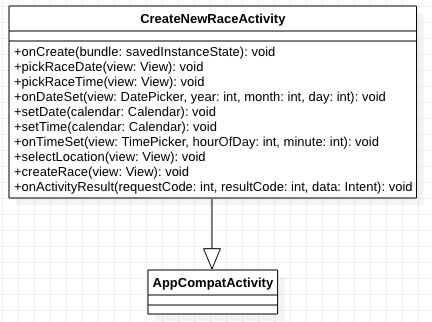 CreateNewRaceActivity
+onCreate(bundle: savedInstanceState): void
+pickRaceDate(view: View): void
+pickRaceTime(view: View): void
+onDateSet(view: DatePicker, year: int, month: int, day: int): void
+setDate(calendar: Calendar): void
+setTime(calendar: Calendar): void
+onTimeSet(view: TimePicker, hourOfDay: int, minute: int): void
+selectLocation(view: View): void
+createRace(view: View): void
+onActivityResult(requestCode: int, resultCode: int, data: Intent): void
AppCompatActivity